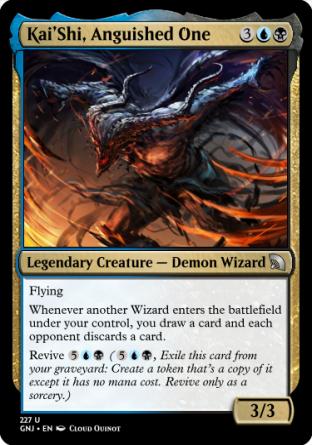 Kai'Shi, Anguished One 3
Legendary Creature — Demon Wizard
Flying
Whenever another Wizard enters the battlefield
under your control, you draw a card and each
opponent discards a card.
Revive 5 ( 5 , Exile this card from
your graveyard: Create a token that's a copy of it
except it has no mana cost. Revive only as a
sorcery.)
3/3
227 U
GNJ • EN Cloud Quinot